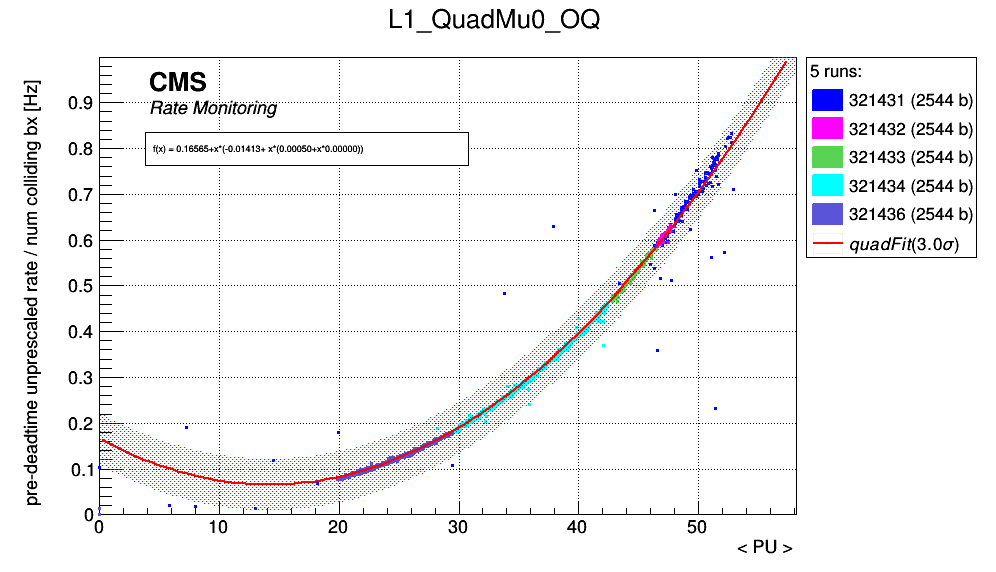 L1_QuadMu0_OQ
pre-deadtime unprescaled rate / num colliding bx [Hz]
CMS
Rate Monitoring
f(x) = 0.16565+x*(-0.01413+ x*(0.00050+x*0.00000))
0.9
0.8
0.7
0.6
0.5
0.4
0.3
0.2
0.1
0
0 10 20 30 40 50
< PU >
5 runs:
321431 (2544 b)
321432 (2544 b)
321433 (2544 b)
321434 (2544 b)
321436 (2544 b)
quadFit(3.0σ)